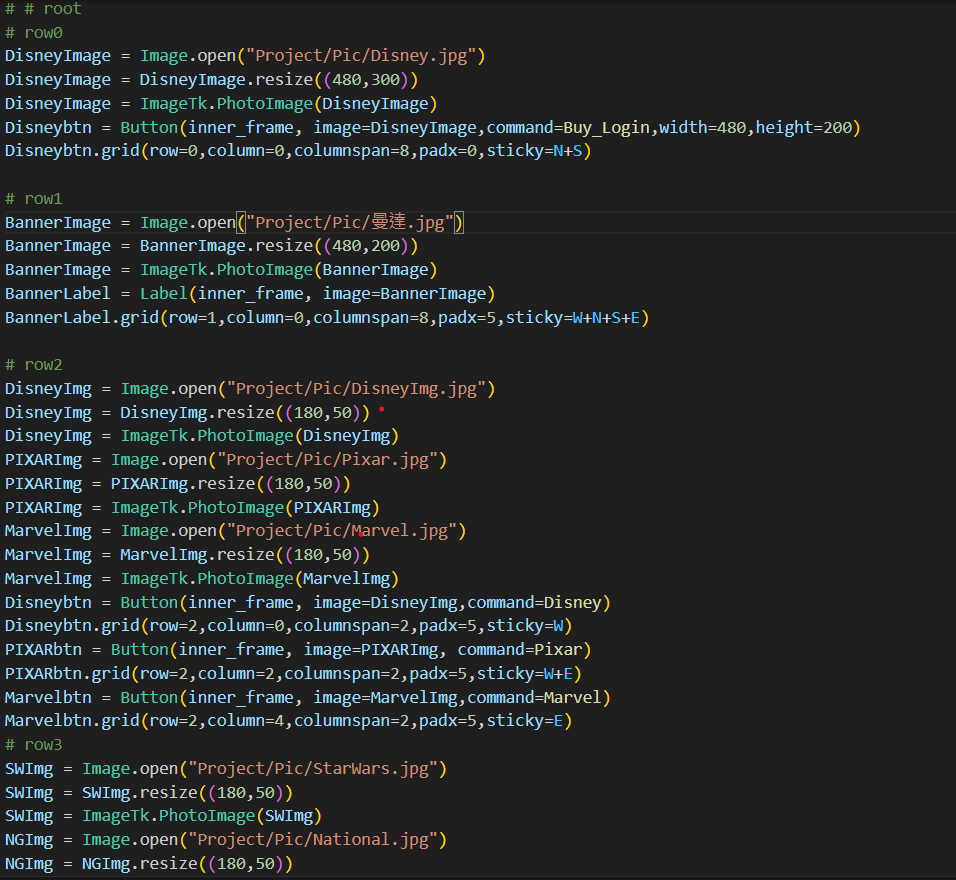 # # root
# row0
DisneyImage = Image.open("Project/Pic/Disney.jpg")
DisneyImage = DisneyImage.resize((480,300))
DisneyImage = ImageTk.PhotoImage(DisneyImage)
Disneybtn = Button(inner_frame, image=DisneyImage,command=Buy_Login,width=480,height=200)
Disneybtn.grid(row=0,column=0,columnspan=8,padx=0,sticky=N+S)
# row1
BannerImage = Image.open("Project/Pic/曼達.jpg")
BannerImage = BannerImage.resize((480,200))
BannerImage = ImageTk.PhotoImage(BannerImage)
BannerLabel = Label(inner_frame, image=BannerImage)
BannerLabel.grid(row=1,column=0,columnspan=8,padx=5,sticky=W+N+S+E)
# row2
DisneyImg = Image.open("Project/Pic/DisneyImg.jpg")
DisneyImg = DisneyImg.resize((180,50))
DisneyImg = ImageTk.PhotoImage(DisneyImg)
PIXARImg = Image.open("Project/Pic/Pixar.jpg")
PIXARImg = PIXARImg.resize((180,50))
PIXARImg = ImageTk.PhotoImage(PIXARImg)
MarvelImg = Image.open("Project/Pic/Marvel.jpg")
MarvelImg = MarvelImg.resize((180,50))
MarvelImg = ImageTk.PhotoImage(MarvelImg)
Disneybtn = Button(inner_frame, image=DisneyImg,command=Disney)
Disneybtn.grid(row=2,column=0,columnspan=2,padx=5,sticky=W)
PIXARbtn = Button(inner_frame, image=PIXARImg, command=Pixar)
PIXARbtn.grid(row=2,column=2,columnspan=2,padx=5,sticky=W+E)
Marvelbtn = Button(inner_frame, image=MarvelImg,command=Marvel)
Marvelbtn.grid(row=2,column=4,columnspan=2,padx=5,sticky=E)
# row3
SWImg = Image.open("Project/Pic/StarWars.jpg")
SWImg = SWImg.resize((180,50))
SWImg = ImageTk.PhotoImage(SWImg)
NGImg = Image.open("Project/Pic/National.jpg")
NGImg = NGImg.resize((180,50))